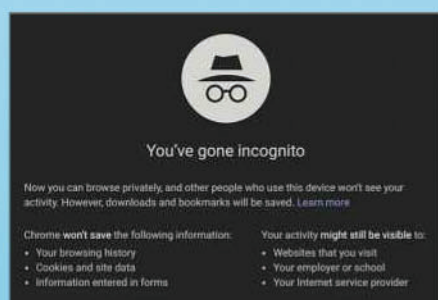 You've gone incognito
Now you can browse privately, and other people who use this device won't see your
activity. However, downloads and bookmarks will be saved. Learn more
Chrome won't save the following information:
• Your browsing history
• Cookies and site data
• Information entered in forms
Your activity might still be visible to:
• Websites that you visit
• Your employer or school
• Your Internet service provider